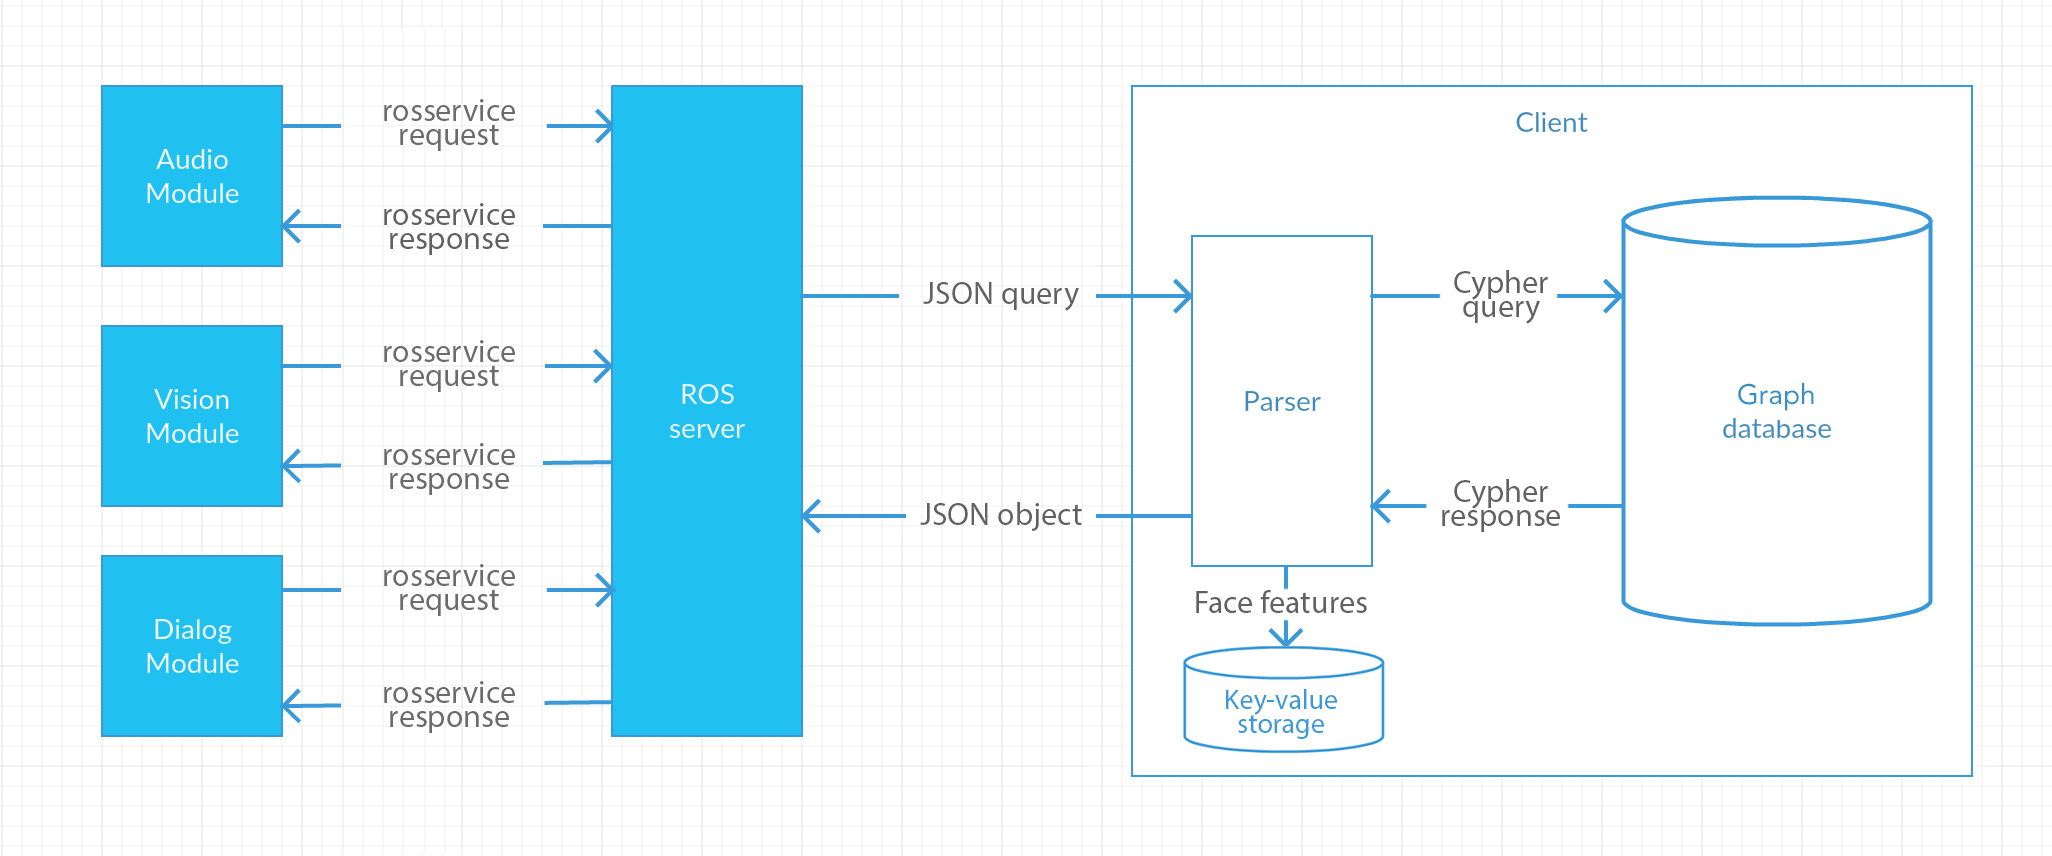 Audio
Module
rosservice
request
rosservice
response
Vision
Module
rosservice
request
rosservice
response
Dialog
Module
rosservice
request
rosservice
response
ROS
server
JSON query
JSON object
Client
Parser
Cypher
query
Cypher
response
Graph
database
Face features
Key-value
storage